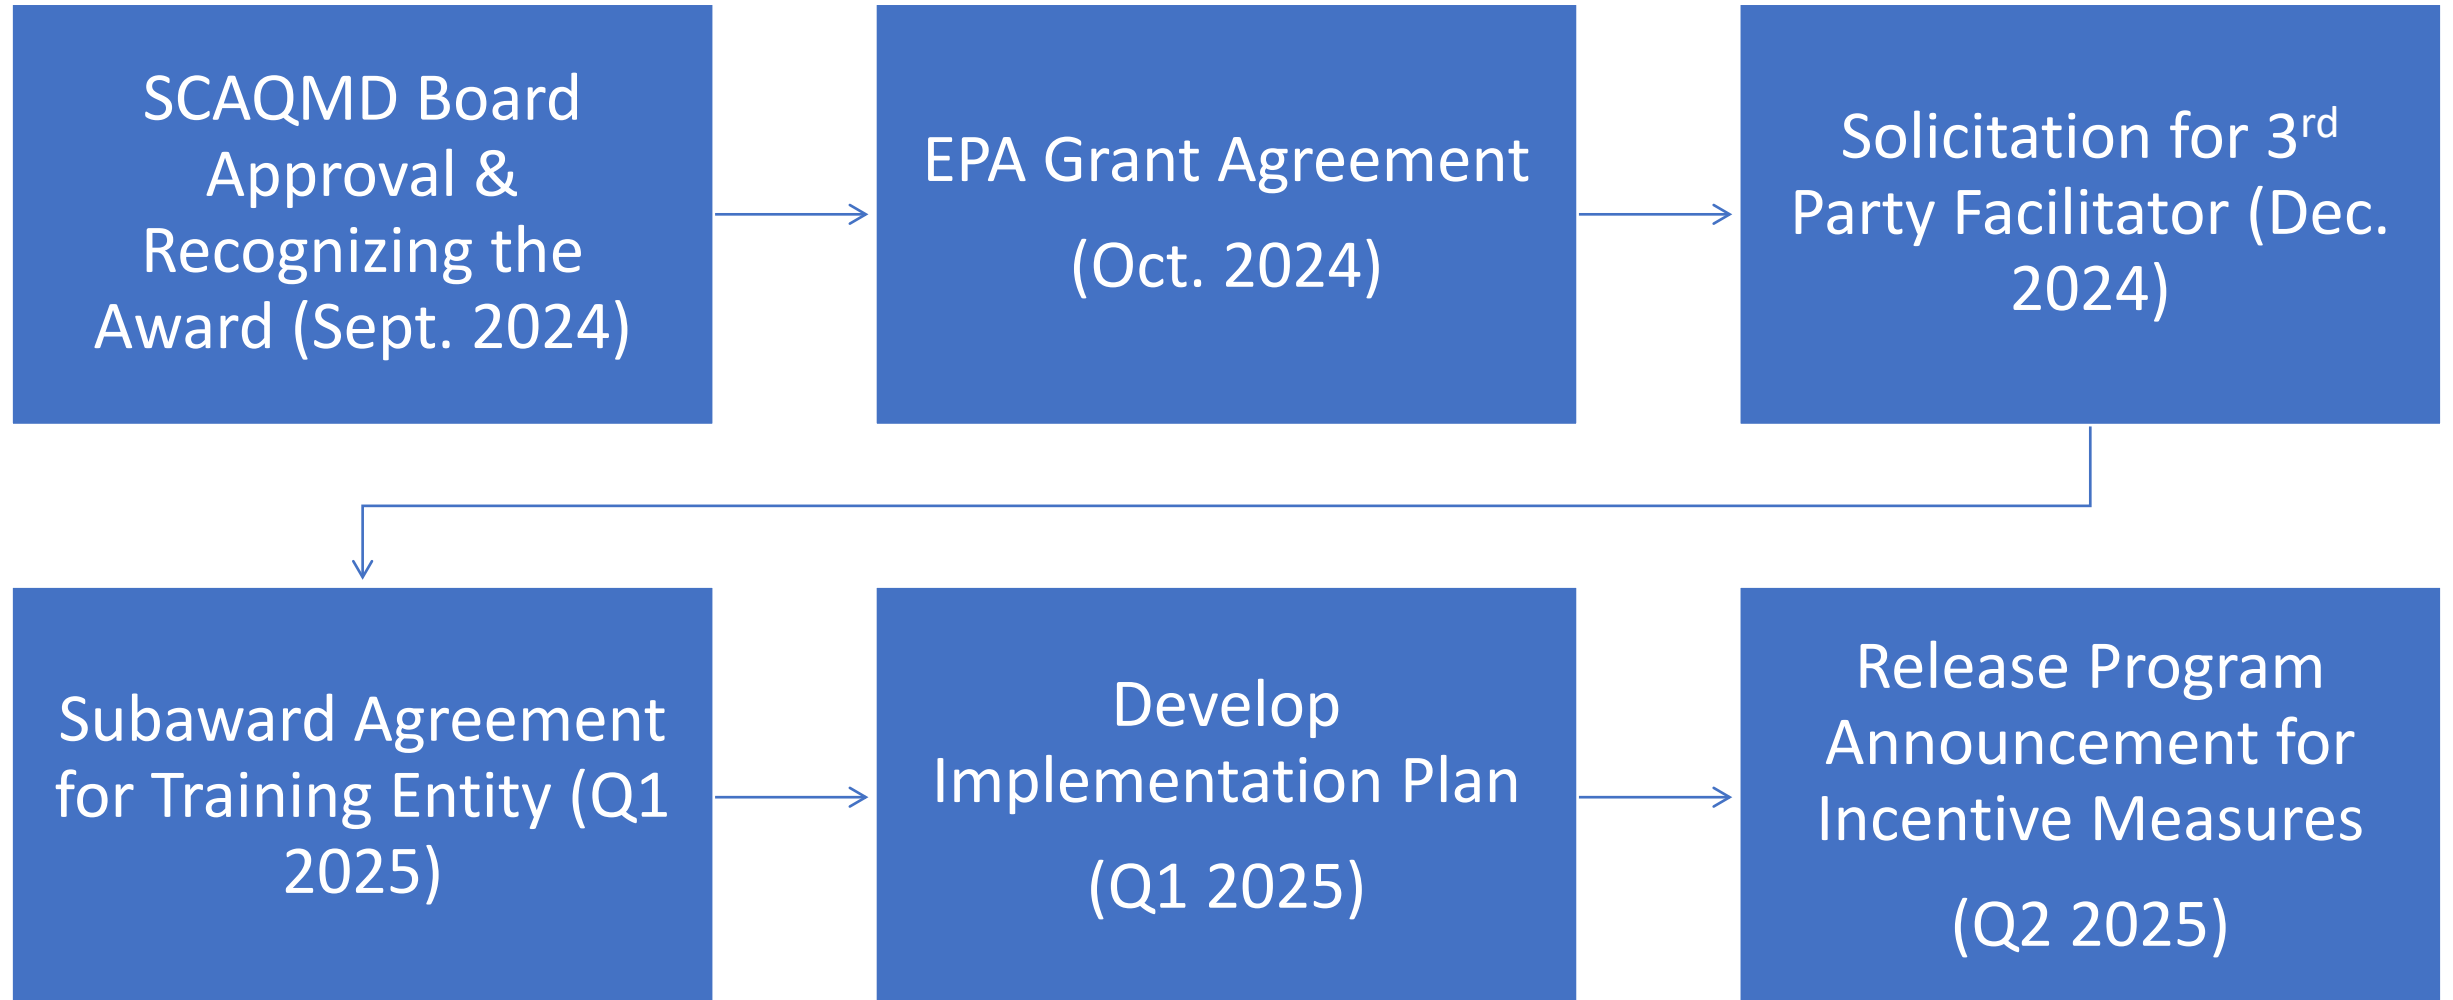 SCAQMD Board
Approval &
Recognizing the
Award (Sept. 2024)
EPA Grant Agreement
(Oct. 2024)
Solicitation for 3rd
Party Facilitator (Dec.
2024)
Subaward Agreement
for Training Entity (Q1
2025)
Develop
Implementation Plan
(Q1 2025)
Release Program
Announcement for
Incentive Measures
(Q2 2025)